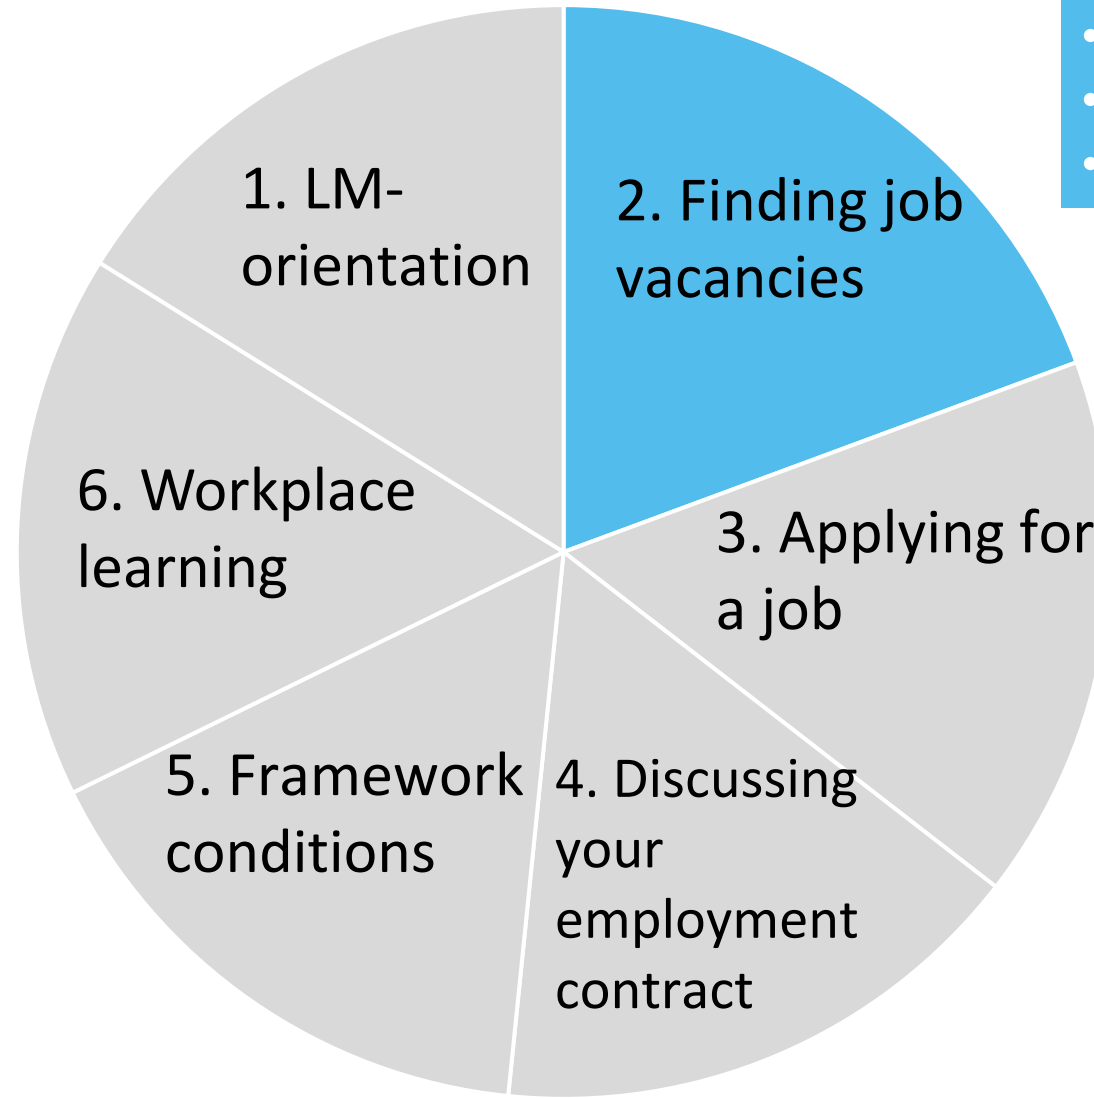 1. LM-
orientation
2. Finding job
vacancies
3. Applying for
a job
4. Discussing
your
employment
contract
5. Framework
conditions
6. Workplace
learning